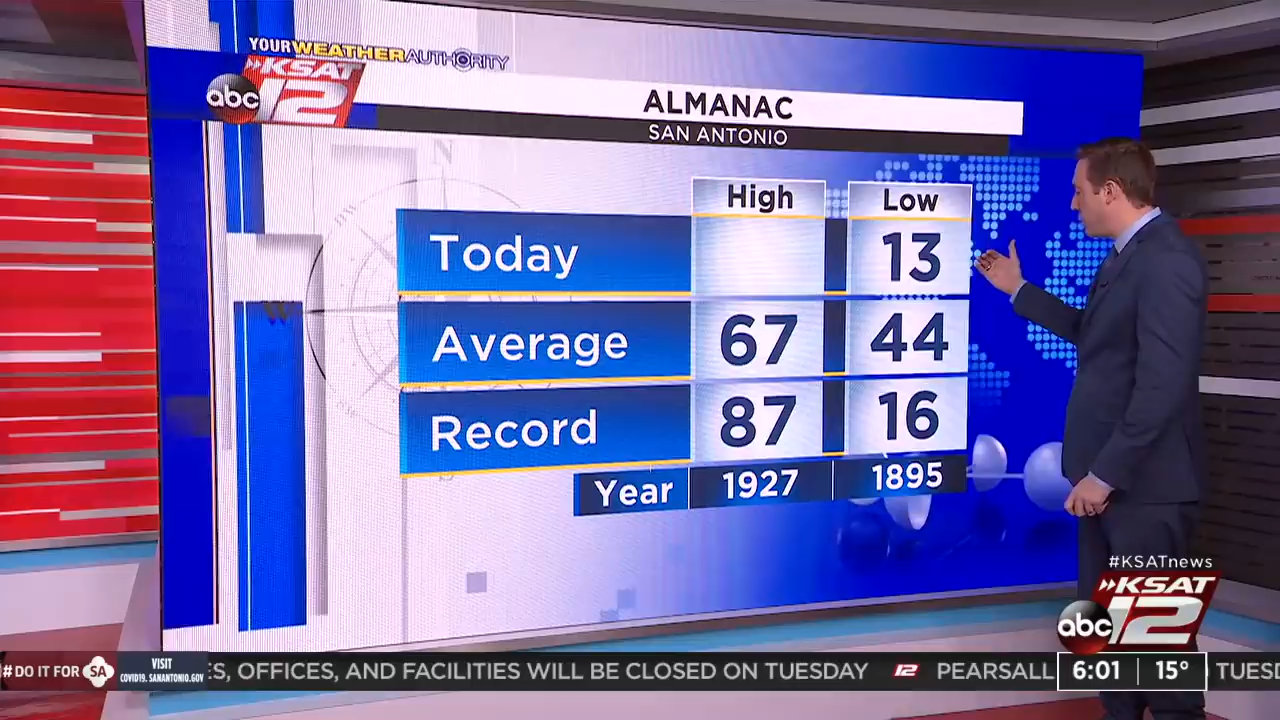 YOUR WEATHER AUTHORITY
KSAT
abc 12
ALMANAC
SAN ANTONIO
N
High Low
Today 13
W
Average 67 44
Record 87 16
S
Year 1927 1895
#KSATnews
KSAT
abc 12
#DO IT FOR SA
VISIT
COVID19.SANANTONIO.GOV
S, OFFICES, AND FACILITIES WILL BE CLOSED ON TUESDAY 12 PEARSALL
6:01 15°
TUESD